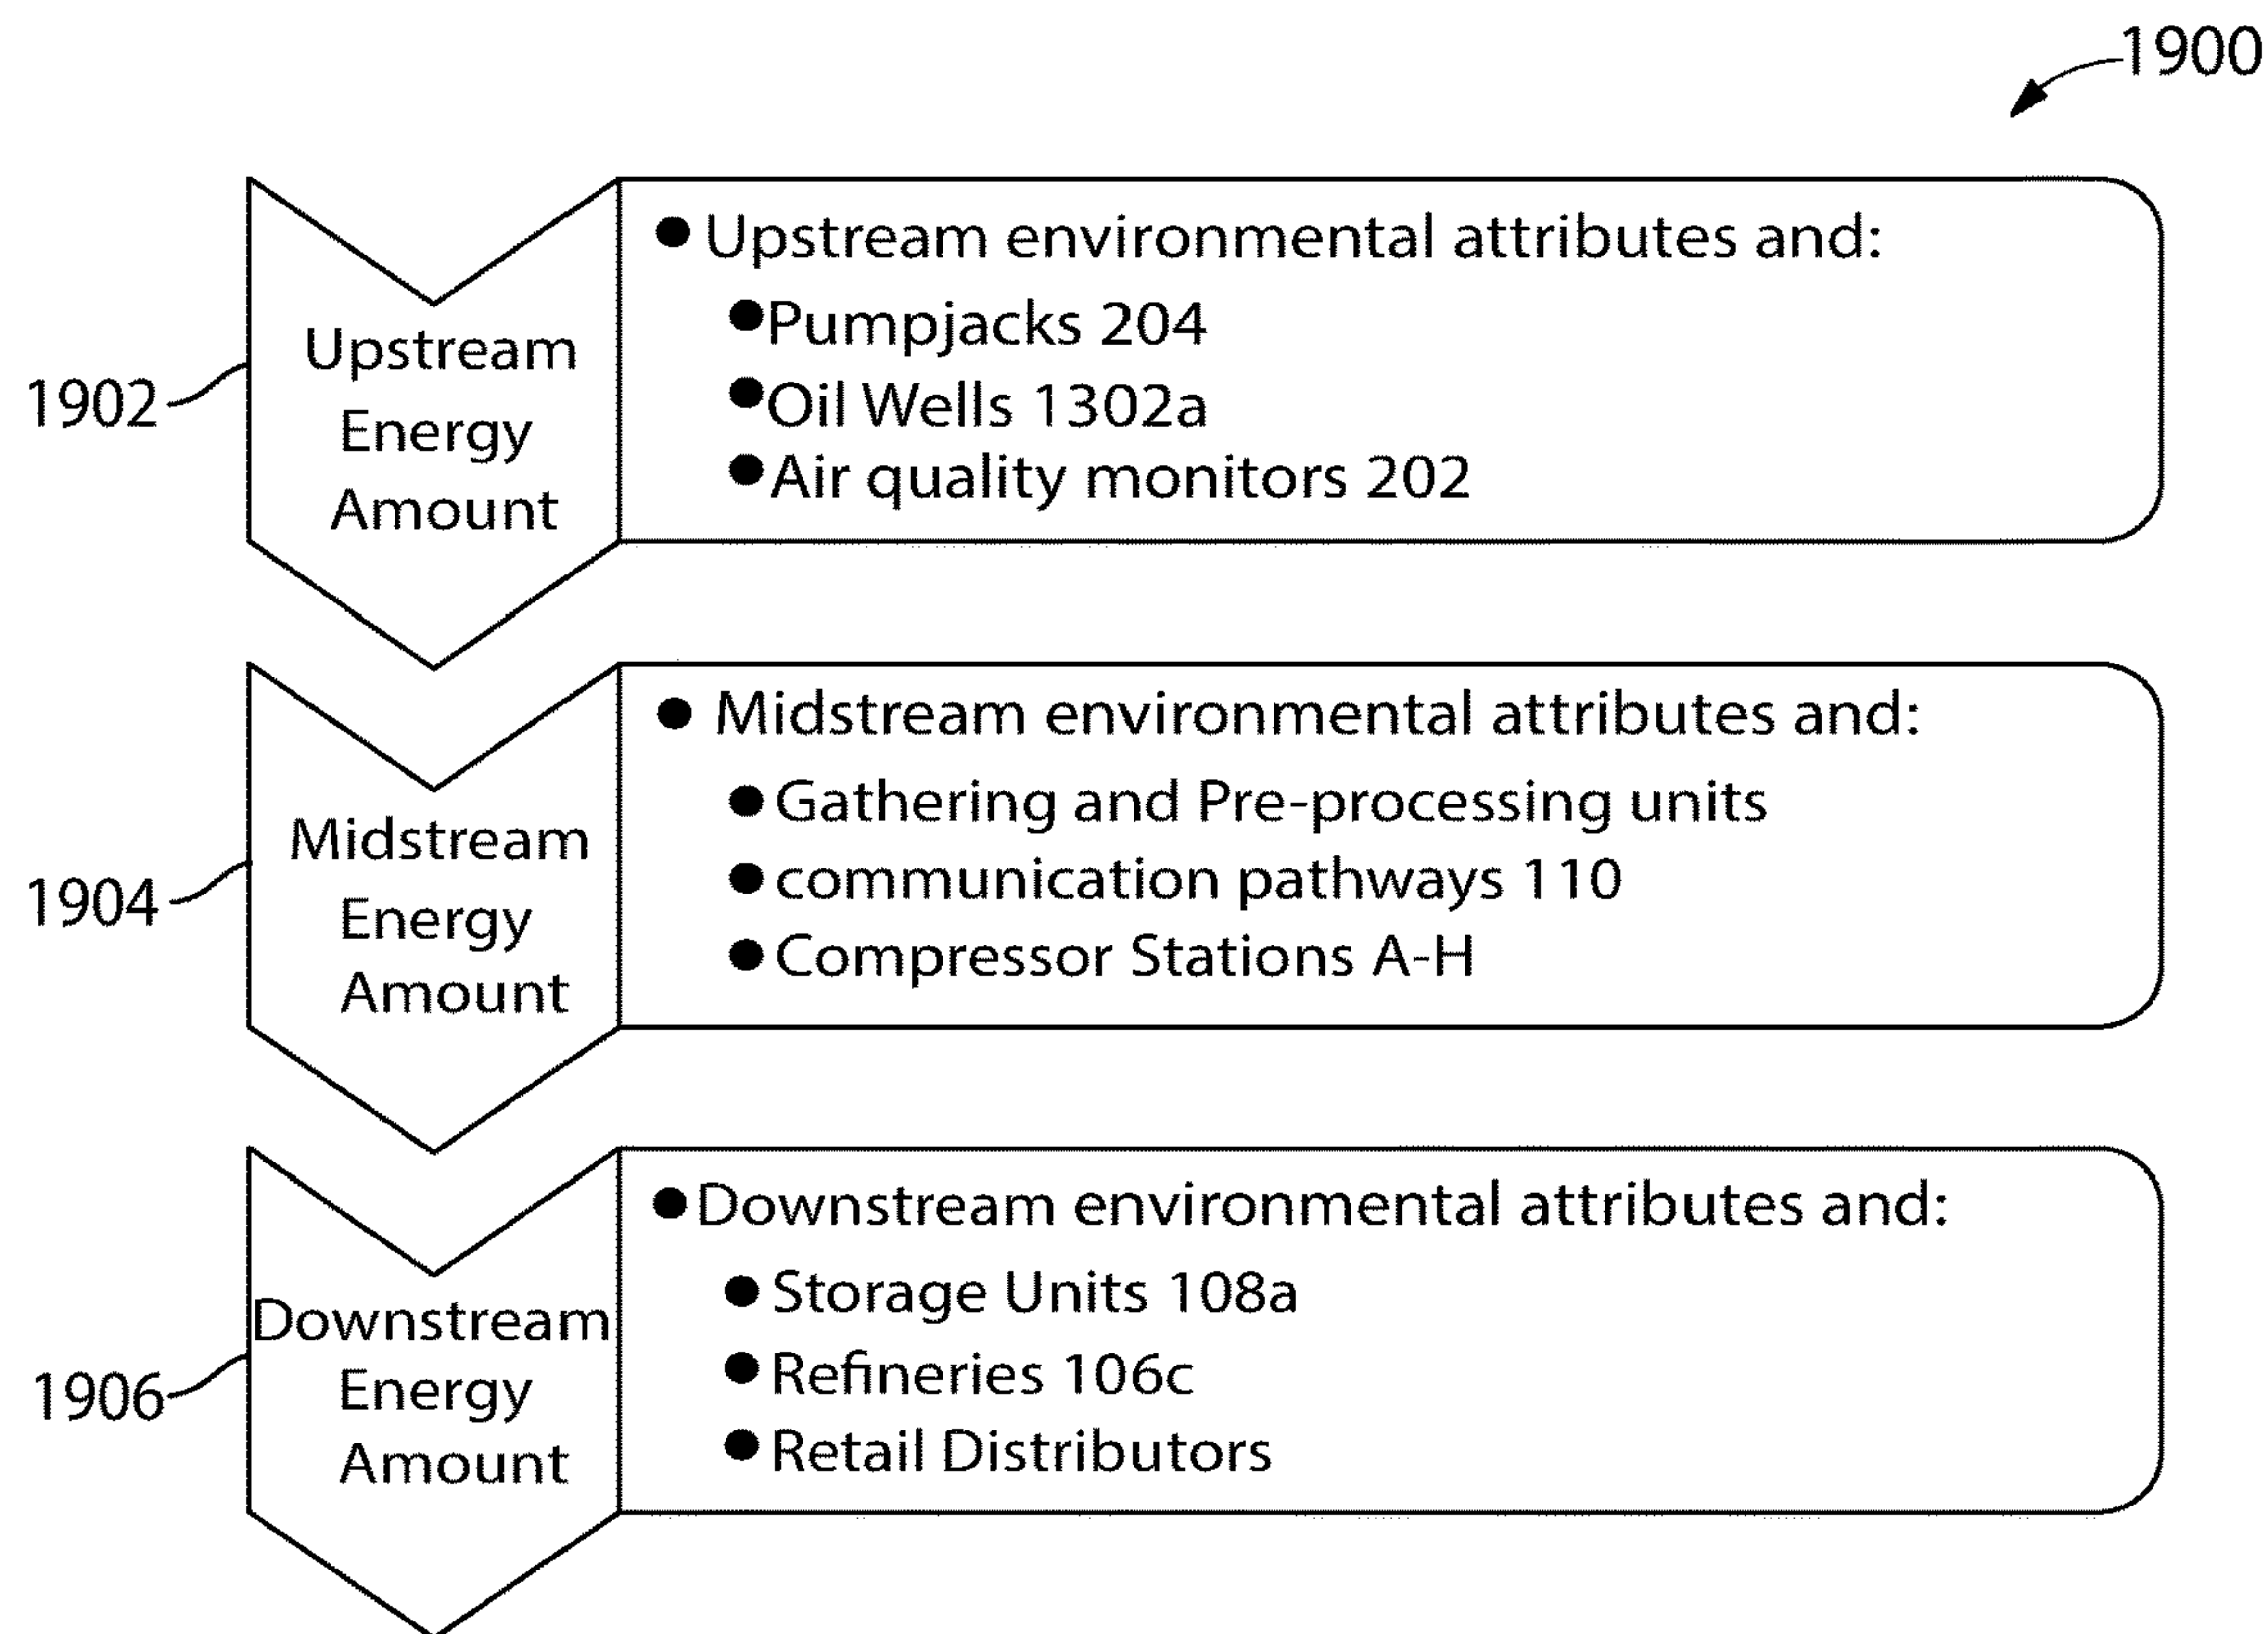 1900
1902
Upstream
Energy
Amount
● Upstream environmental attributes and:
● Pumpjacks 204
● Oil Wells 1302a
● Air quality monitors 202
1904
Midstream
Energy
Amount
● Midstream environmental attributes and:
● Gathering and Pre-processing units
● communication pathways 110
● Compressor Stations A-H
1906
Downstream
Energy
Amount
● Downstream environmental attributes and:
● Storage Units 108a
● Refineries 106c
● Retail Distributors